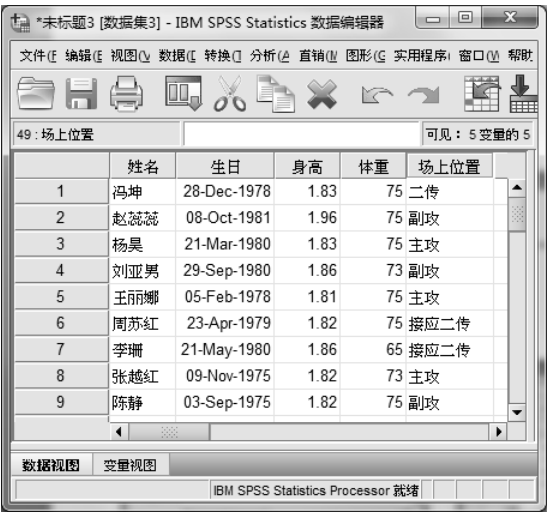 *未标题3 [数据集3] - IBM SPSS Statistics 数据编辑器
文件(F 编辑(E 视图(V 数据(D 转换(T 分析(A 直销(M 图形(G 实用程序( 窗口(W 帮助
49 : 场上位置 可见： 5 变量的 5
姓名 生日 身高 体重 场上位置
1 冯坤 28-Dec-1978 1.83 75 二传
2 赵蕊蕊 08-Oct-1981 1.96 75 副攻
3 杨昊 21-Mar-1980 1.83 75 主攻
4 刘亚男 29-Sep-1980 1.86 73 副攻
5 王丽娜 05-Feb-1978 1.81 75 主攻
6 周苏红 23-Apr-1979 1.82 75 接应二传
7 李珊 21-May-1980 1.86 65 接应二传
8 张越红 09-Nov-1975 1.82 73 主攻
9 陈静 03-Sep-1975 1.82 75 副攻
数据视图 变量视图
IBM SPSS Statistics Processor 就绪